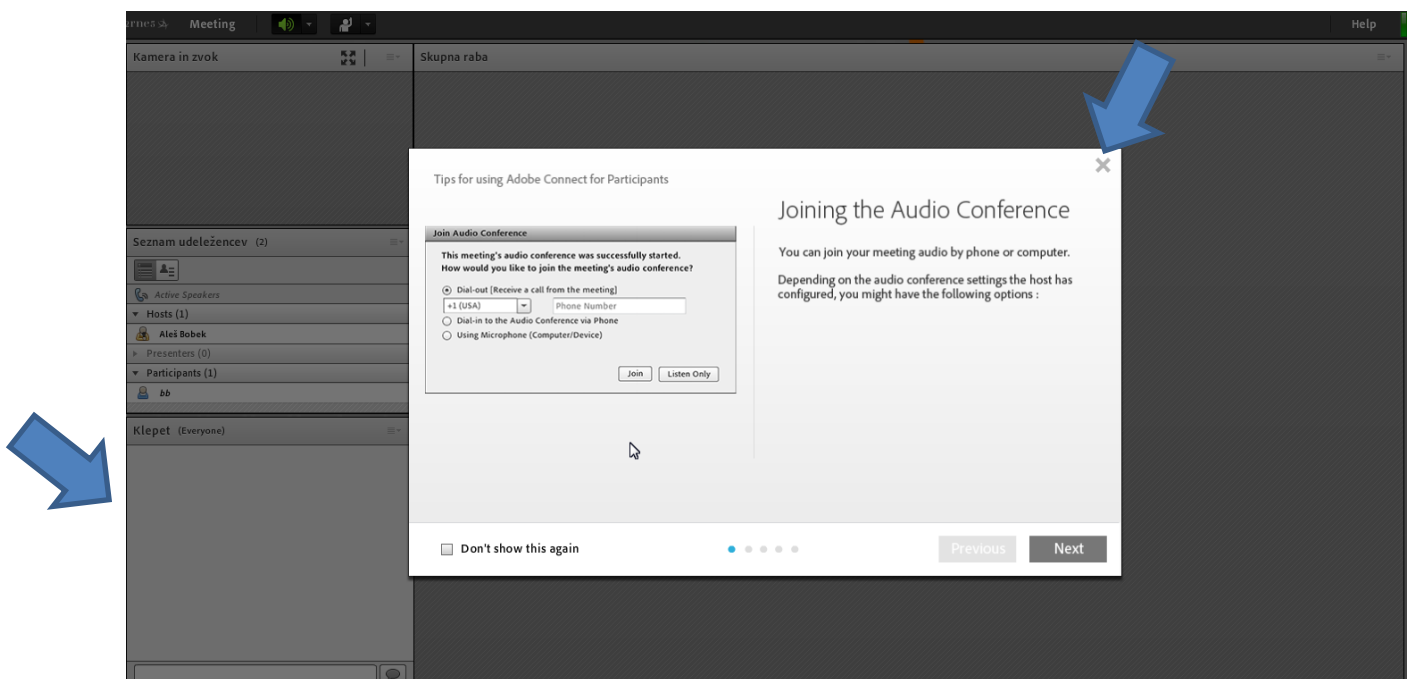 Meeting
Help
Kamera in zvok
Skupna raba
Tips for using Adobe Connect for Participants
Joining the Audio Conference
You can join your meeting audio by phone or computer.
Depending on the audio conference settings the host has
configured, you might have the following options :
Join Audio Conference
This meeting's audio conference was successfully started.
How would you like to join the meeting's audio conference?
Dial-out [Receive a call from the meeting]
+1 (USA)
Phone Number
Dial-in to the Audio Conference via Phone
Using Microphone (Computer/Device)
Join
Listen Only
Seznam udeležencev (2)
Active Speakers
Hosts (1)
Aleš Bobek
Presenters (0)
Participants (1)
bb
Klepet (Everyone)
Don't show this again
Previous
Next